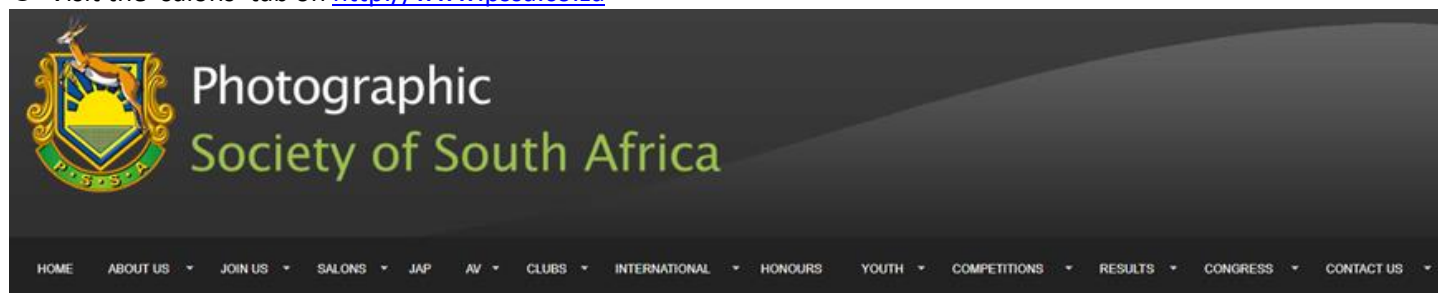 Photographic
Society of South Africa
P.S.S.A
HOME ABOUT US JOIN US SALONS JAP AV CLUBS INTERNATIONAL HONOURS YOUTH COMPETITIONS RESULTS CONGRESS CONTACT US